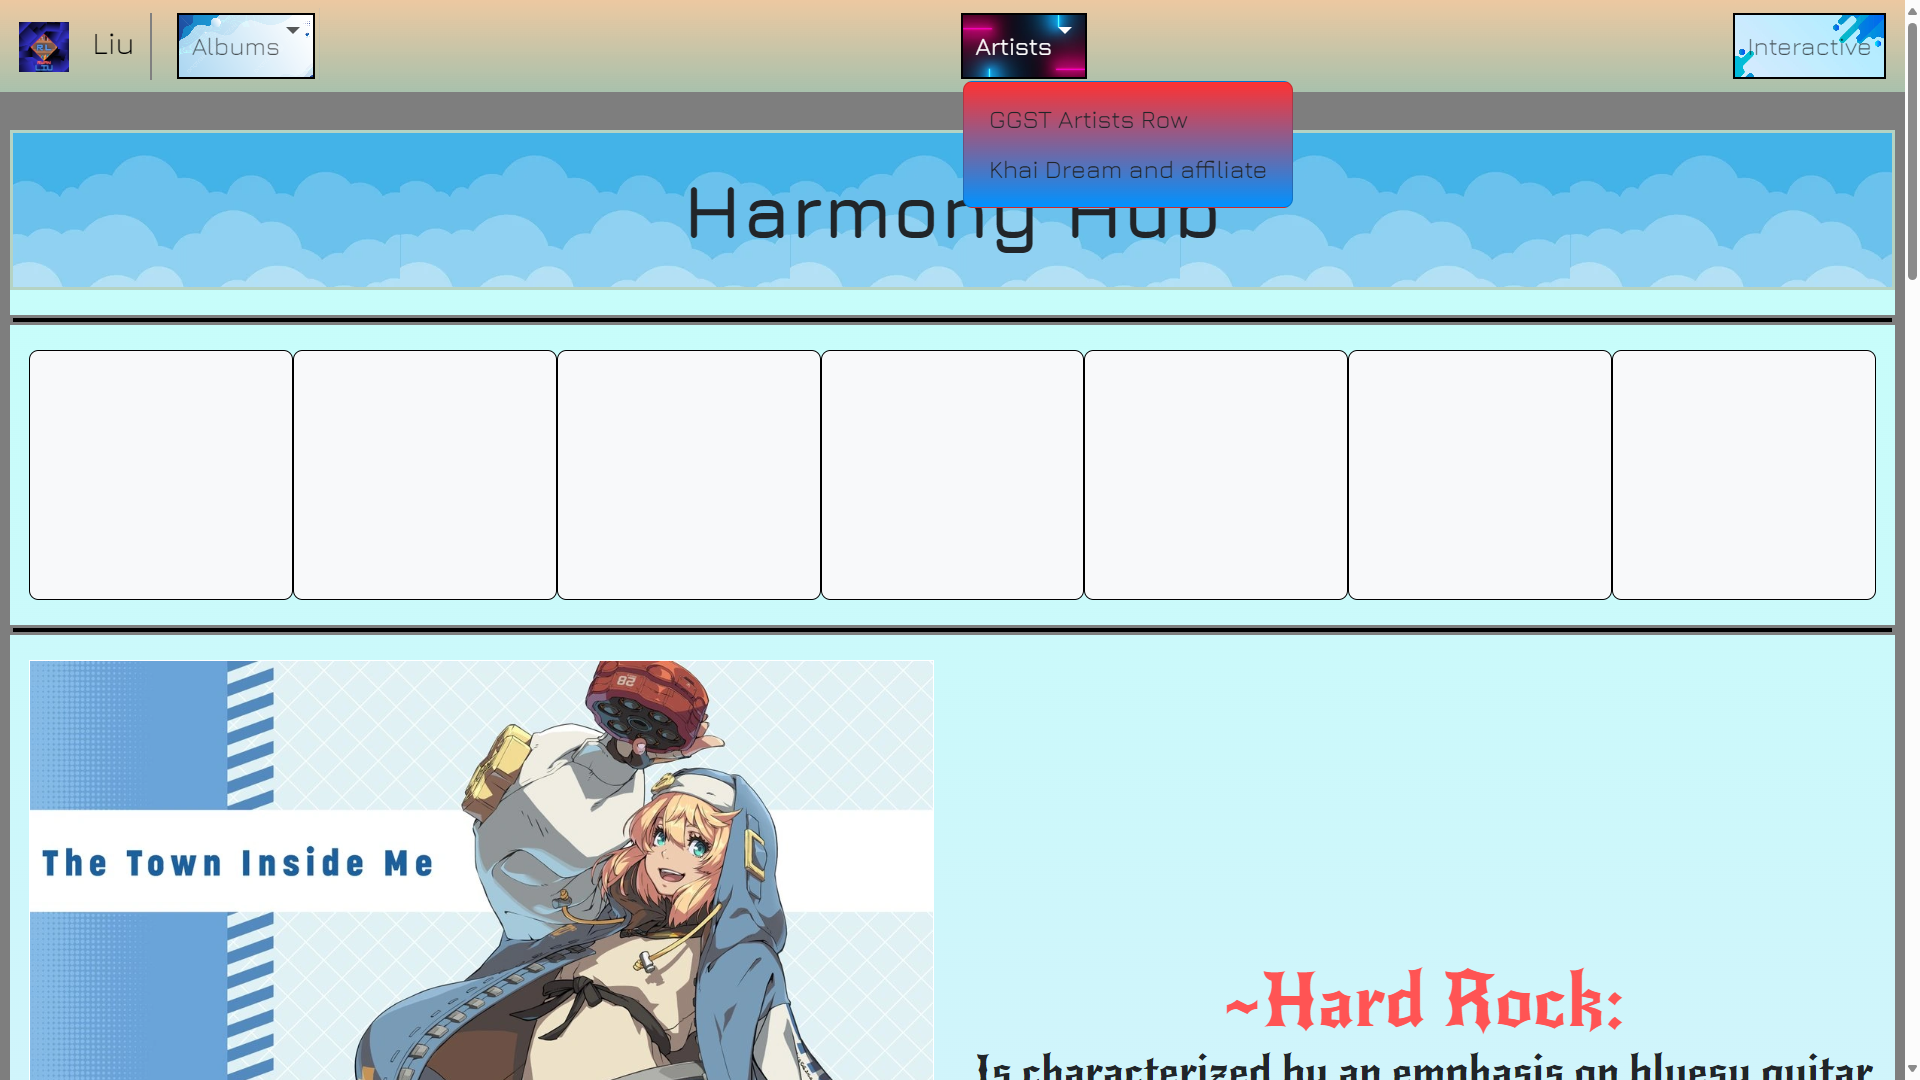 Liu
Albums
Artists
Interactive
GGST Artists Row
Khai Dream and affiliate
Harmony Hub
82
The Town Inside Me
~Hard Rock:
Is characterized by an emphasis on bluesy guitar